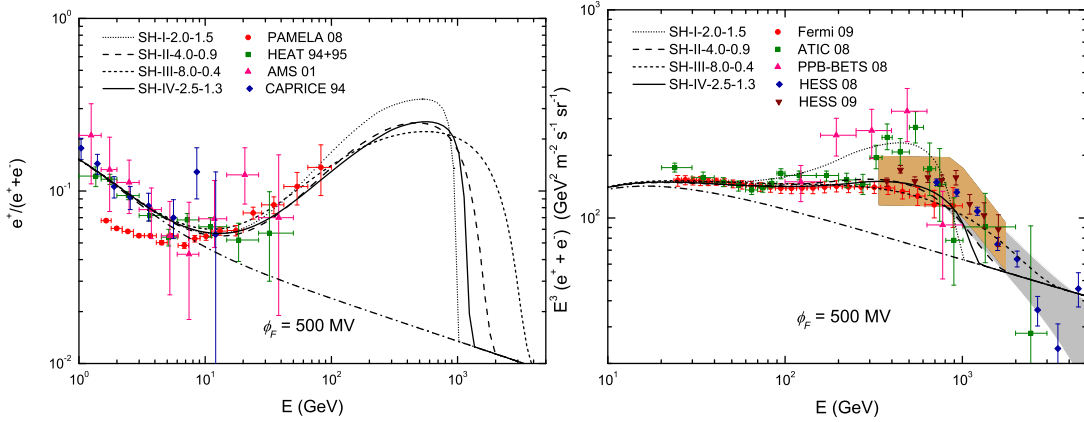 10⁰
10⁻¹
10⁻²
e⁺/(e⁺+e⁻)
SH-I-2.0-1.5
SH-II-4.0-0.9
SH-III-8.0-0.4
SH-IV-2.5-1.3
PAMELA 08
HEAT 94+95
AMS 01
CAPRICE 94
ϕF = 500 MV
10⁰ 10¹ 10² 10³
E (GeV)
10³
10²
E³ (e⁺ + e⁻) (GeV² m⁻² s⁻¹ sr⁻¹)
SH-I-2.0-1.5
SH-II-4.0-0.9
SH-III-8.0-0.4
SH-IV-2.5-1.3
Fermi 09
ATIC 08
PPB-BETS 08
HESS 08
HESS 09
ϕF = 500 MV
10¹ 10² 10³
E (GeV)